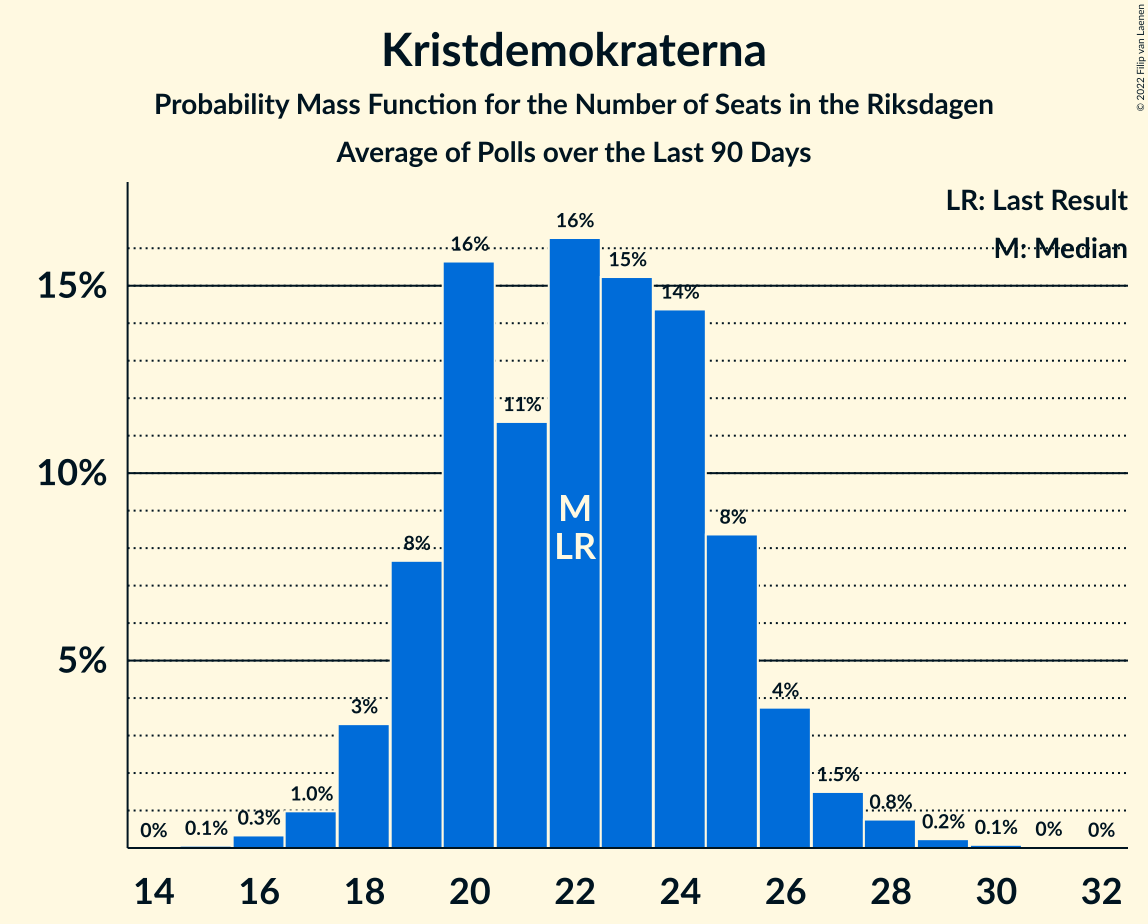 Kristdemokraterna
Probability Mass Function for the Number of Seats in the Riksdagen
Average of Polls over the Last 90 Days
© 2022 Filip van Laenen
LR: Last Result
M: Median
15%
10%
5%
0%
0.1%
0.3%
1.0%
3%
8%
16%
11%
16%
15%
14%
8%
4%
1.5%
0.8%
0.2%
0.1%
0%
0%
M
LR
14 16 18 20 22 24 26 28 30 32